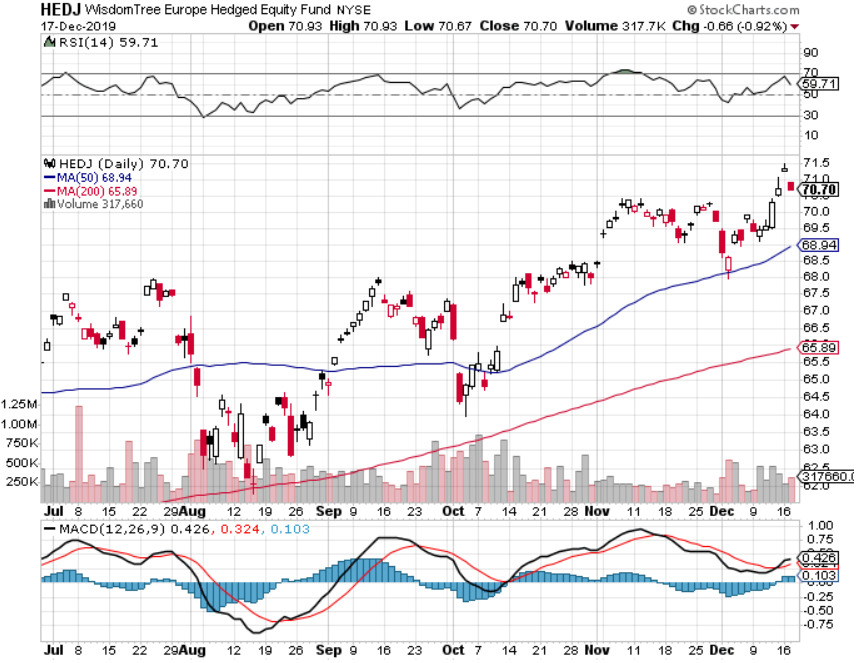 HEDJ WisdomTree Europe Hedged Equity Fund NYSE © StockCharts.com
17-Dec-2019 Open 70.93 High 70.93 Low 70.67 Close 70.70 Volume 317.7K Chg -0.66 (-0.92%)
RSI(14) 59.71
90
70
59.71
50
30
10
HEDJ (Daily) 70.70
MA(50) 68.94
MA(200) 65.89
Volume 317,660
71.5
71.0
70.70
70.0
69.5
68.94
68.5
68.0
67.5
67.0
66.5
65.89
65.5
65.0
64.5
64.0
63.5
63.0
62.5
317660.0
62.0
1.25M
1.00M
750K
500K
250K
Jul 8 15 22 29 Aug 12 19 26 Sep 9 16 23 Oct 7 14 21 28 Nov 11 18 25 Dec 9 16
MACD(12,26,9) 0.426, 0.324, 0.103
1.00
0.75
0.426
0.324
0.103
-0.25
-0.50
-0.75
Jul 8 15 22 29 Aug 12 19 26 Sep 9 16 23 Oct 7 14 21 28 Nov 11 18 25 Dec 9 16